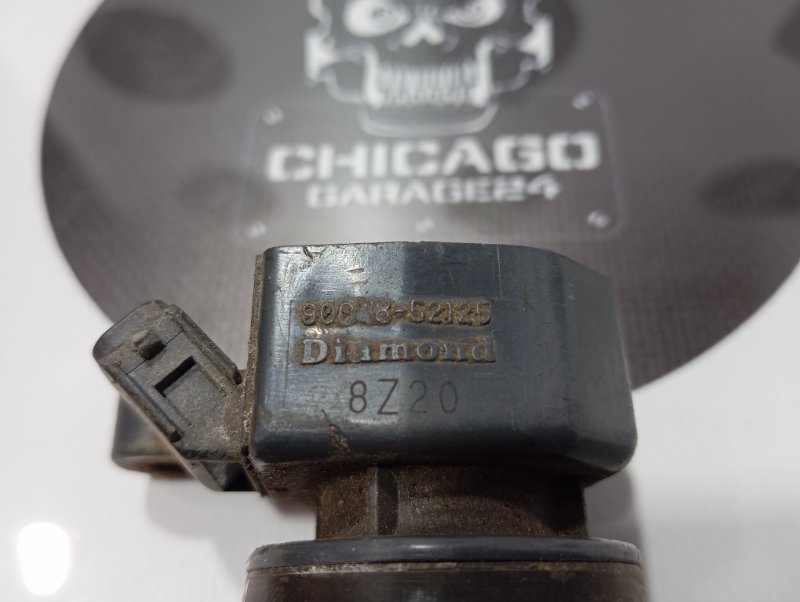 CHICAGO
GARAGE24
90048-52125
Diamond
8Z20